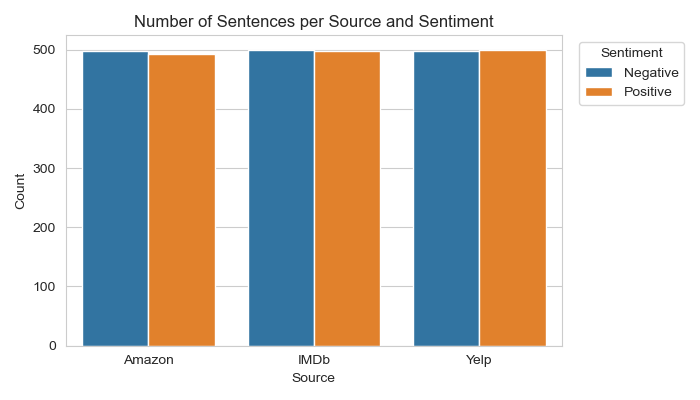 Number of Sentences per Source and Sentiment
Sentiment
Negative
Positive
500
400
300
200
100
0
Count
Amazon
IMDb
Yelp
Source